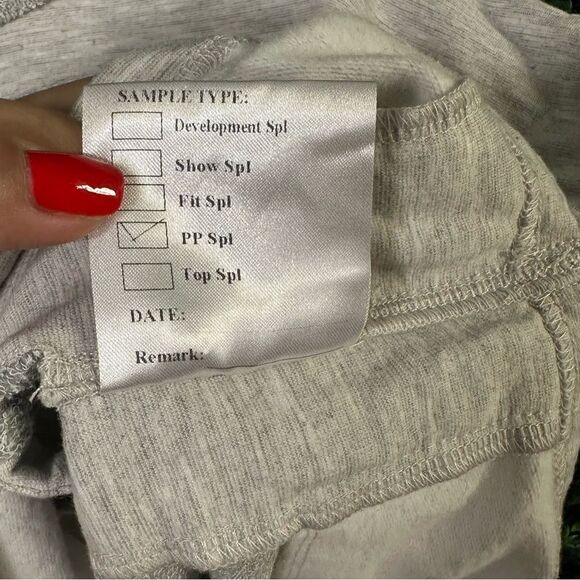 SAMPLE TYPE:
Development Spl
Show Spl
Fit Spl
PP Spl
Top Spl
DATE:
Remark: